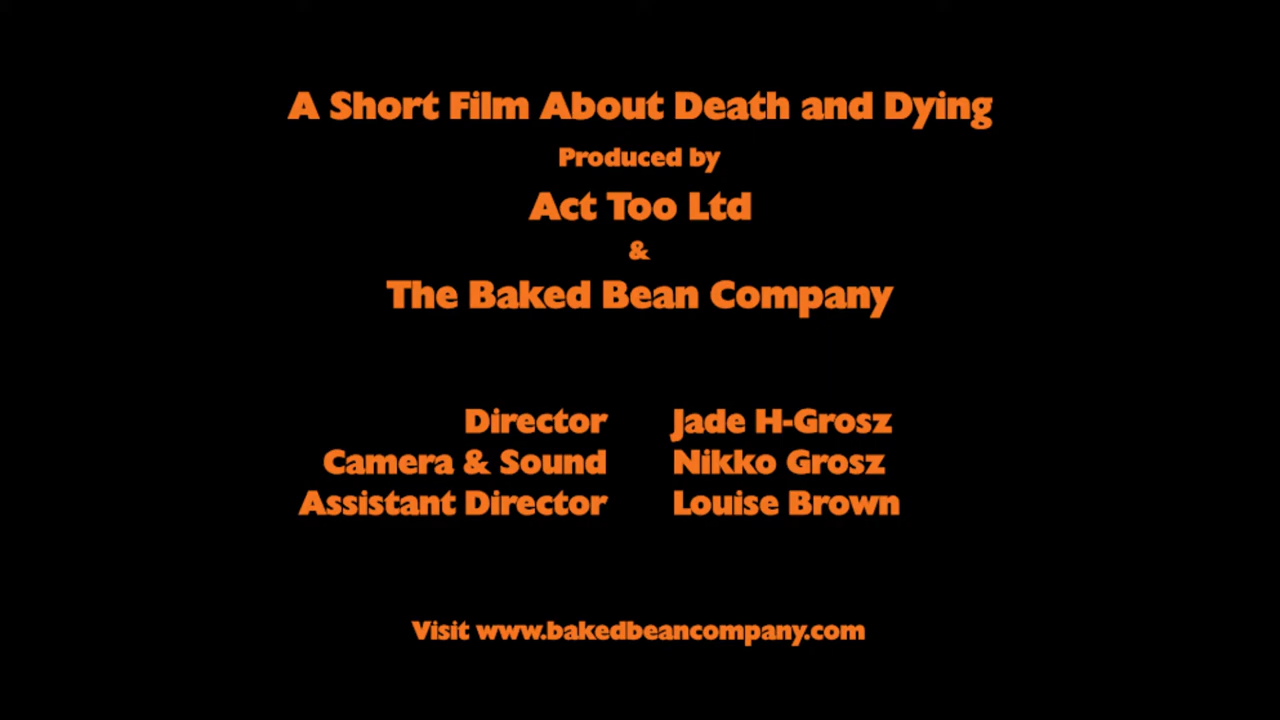 A Short Film About Death and Dying
Produced by
Act Too Ltd
&
The Baked Bean Company
Director Jade H-Grosz
Camera & Sound Nikko Grosz
Assistant Director Louise Brown
Visit www.bakedbeancompany.com